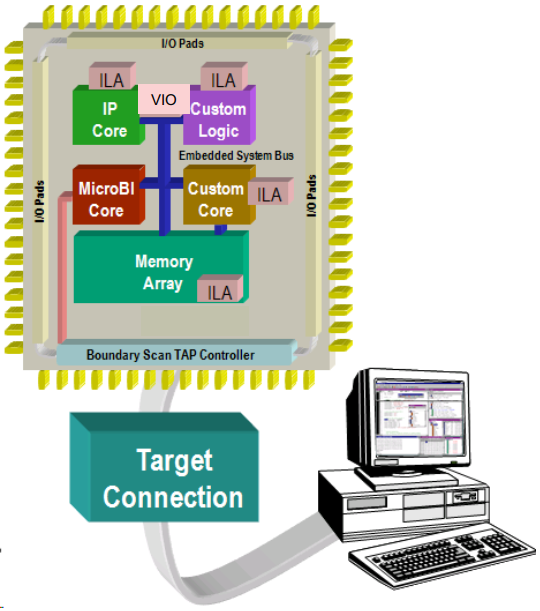 I/O Pads
ILA
ILA
VIO
IP
Core
Custom
Logic
Embedded System Bus
I/O Pads
I/O Pads
MicroBl
Core
Custom
Core
ILA
Memory
Array
ILA
Boundary Scan TAP Controller
Target
Connection